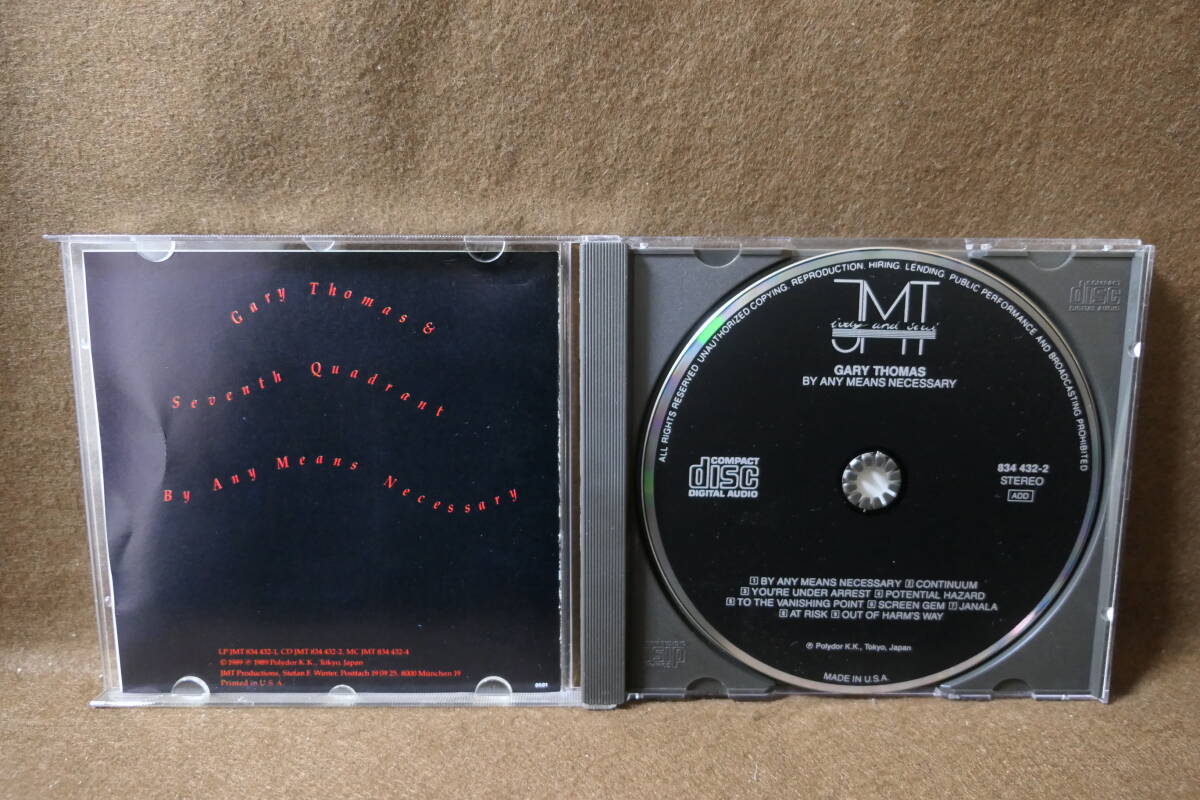 Gary Thomas &
Seventh Quadrant
By Any Means Necessary
LP JMT 834 432-1, CD JMT 834 432-2, MC JMT 834 432-4
© 1989 ℗ 1989 Polydor K.K., Tokyo, Japan
JMT Productions, Stefan F. Winter, Postfach 19 09 25, 8000 München 19
Printed in U.S.A.
ALL RIGHTS RESERVED. UNAUTHORIZED COPYING, REPRODUCTION, HIRING, LENDING, PUBLIC PERFORMANCE AND BROADCASTING PROHIBITED
JMT
GARY THOMAS
BY ANY MEANS NECESSARY
COMPACT
disc
DIGITAL AUDIO
834 432-2
STEREO
ADD
1 BY ANY MEANS NECESSARY 2 CONTINUUM
3 YOU'RE UNDER ARREST 4 POTENTIAL HAZARD
5 TO THE VANISHING POINT 6 SCREEN GEM 7 JANALA
8 AT RISK 9 OUT OF HARM'S WAY
℗ Polydor K.K., Tokyo, Japan
MADE IN U.S.A.
COMPACT
disc
DIGITAL AUDIO